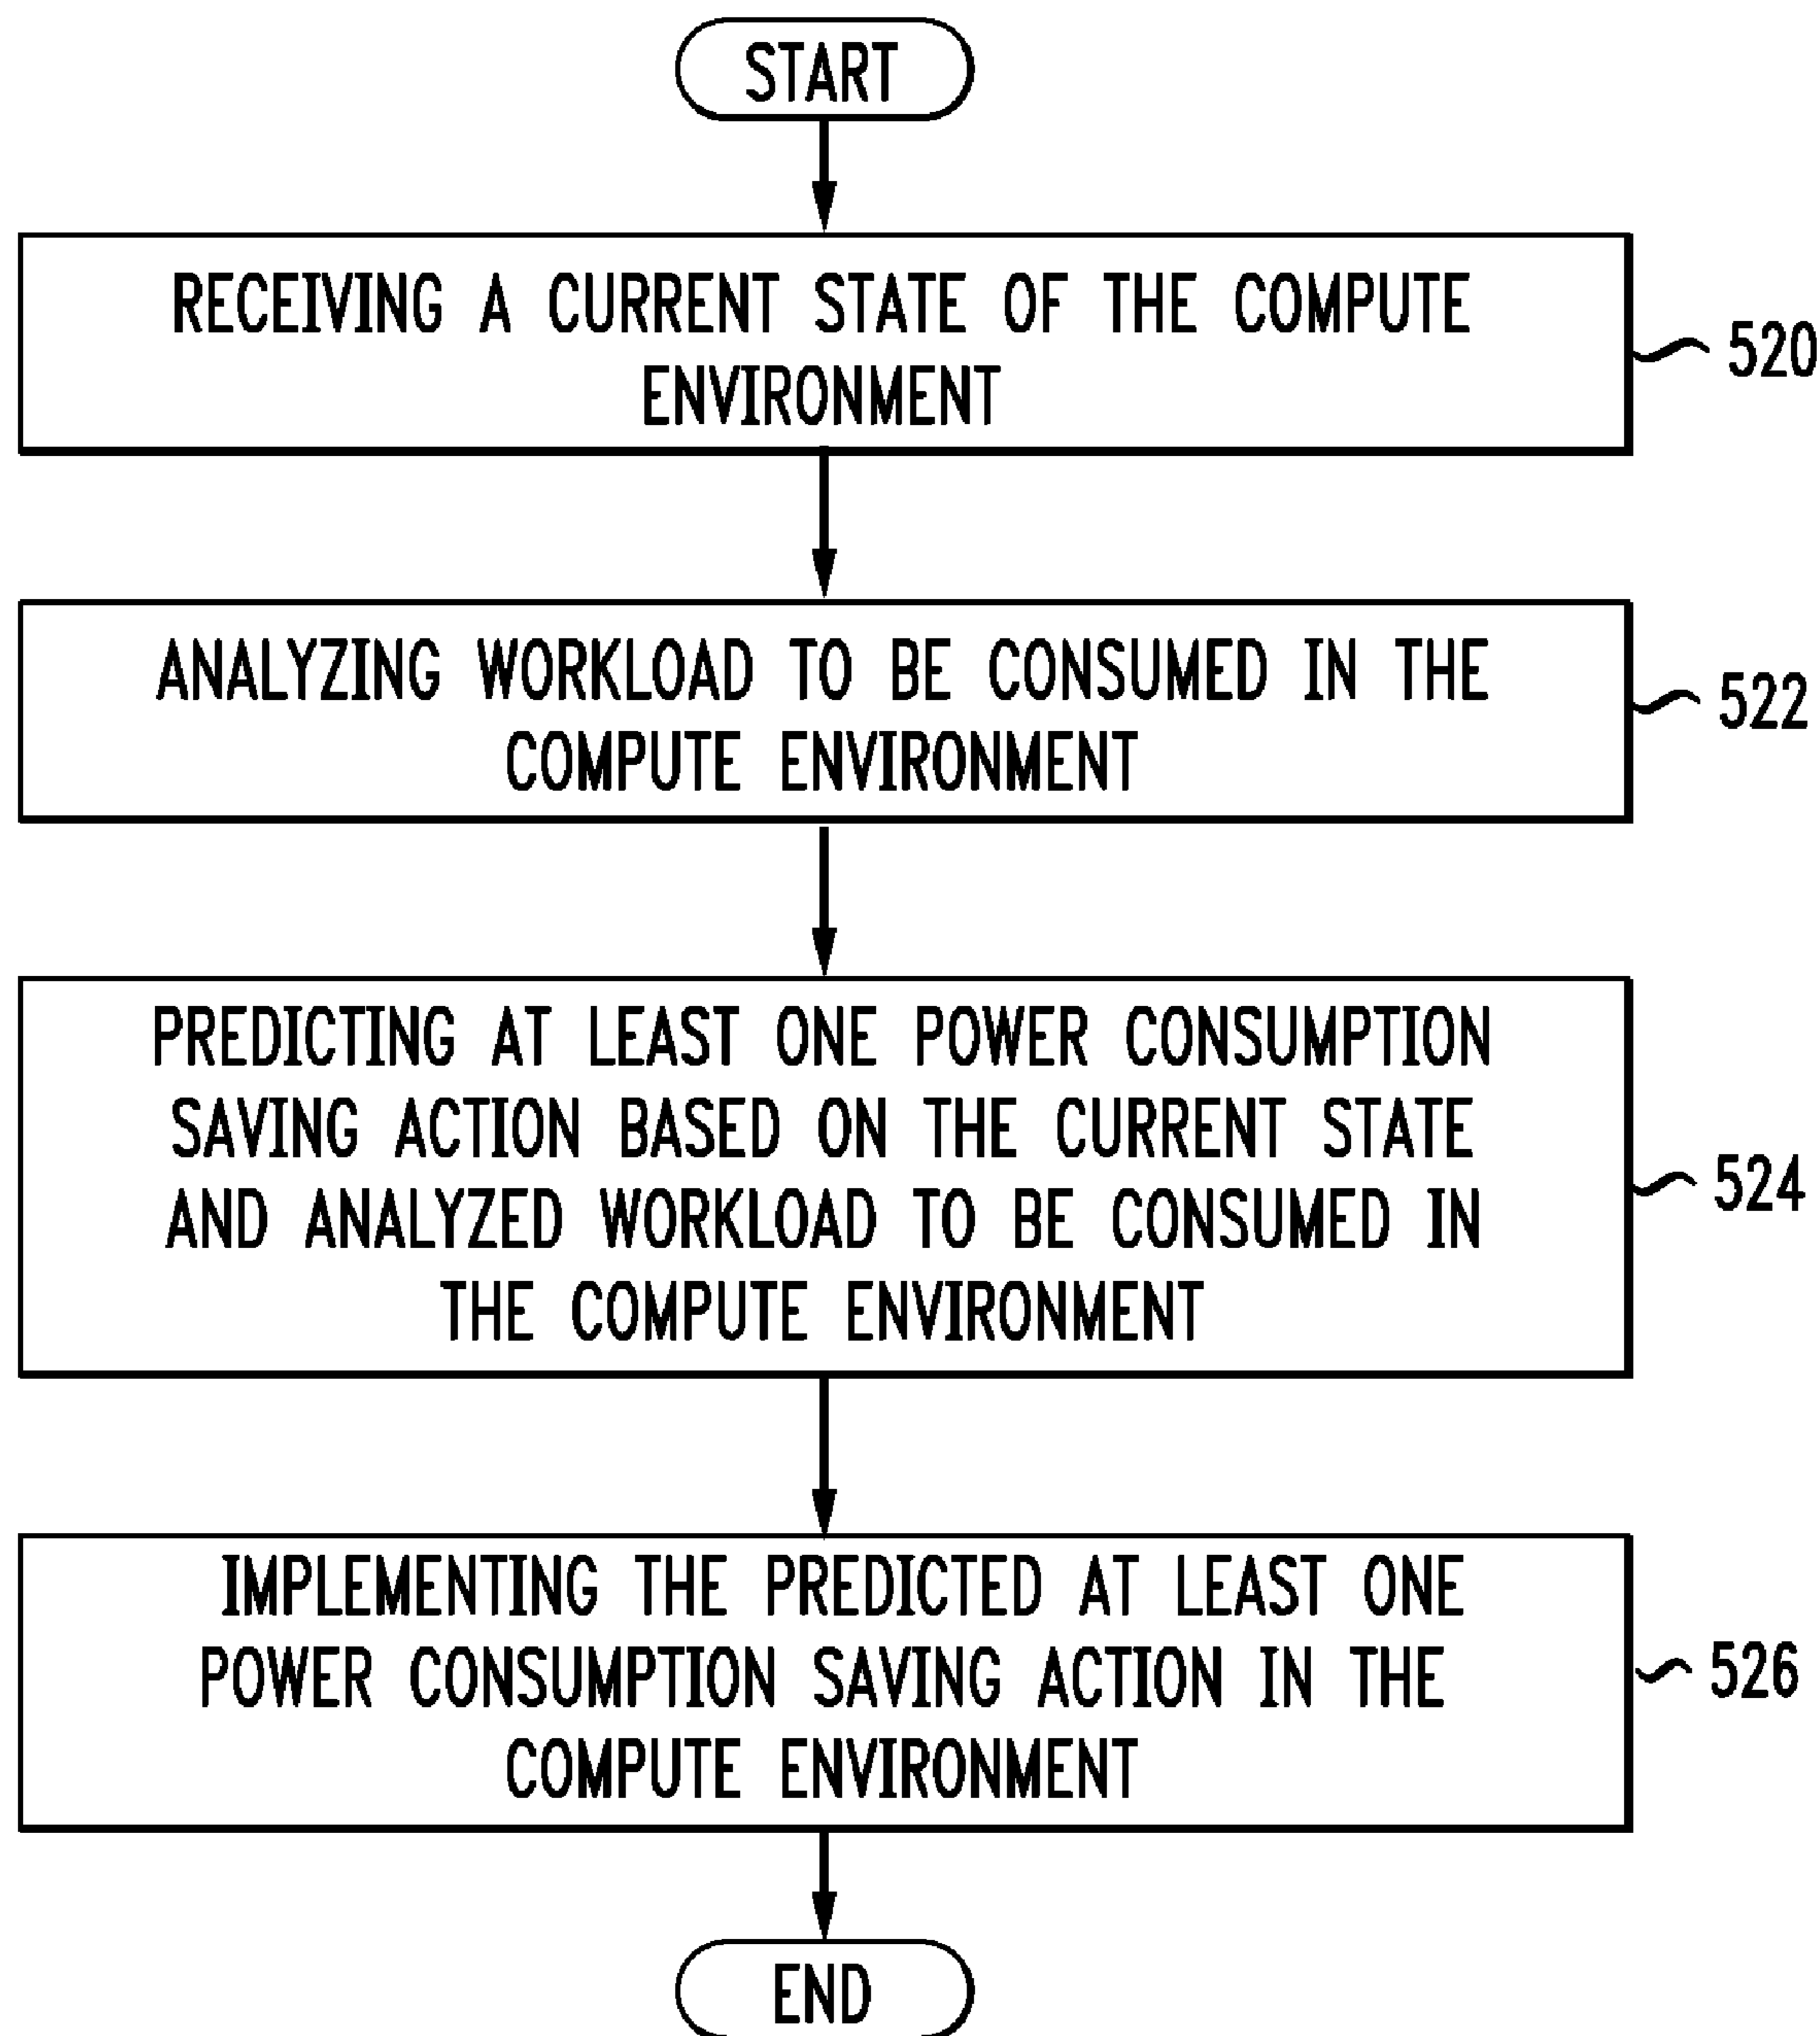 START
RECEIVING A CURRENT STATE OF THE COMPUTE
ENVIRONMENT
520
ANALYZING WORKLOAD TO BE CONSUMED IN THE
COMPUTE ENVIRONMENT
522
PREDICTING AT LEAST ONE POWER CONSUMPTION
SAVING ACTION BASED ON THE CURRENT STATE
AND ANALYZED WORKLOAD TO BE CONSUMED IN
THE COMPUTE ENVIRONMENT
524
IMPLEMENTING THE PREDICTED AT LEAST ONE
POWER CONSUMPTION SAVING ACTION IN THE
COMPUTE ENVIRONMENT
526
END